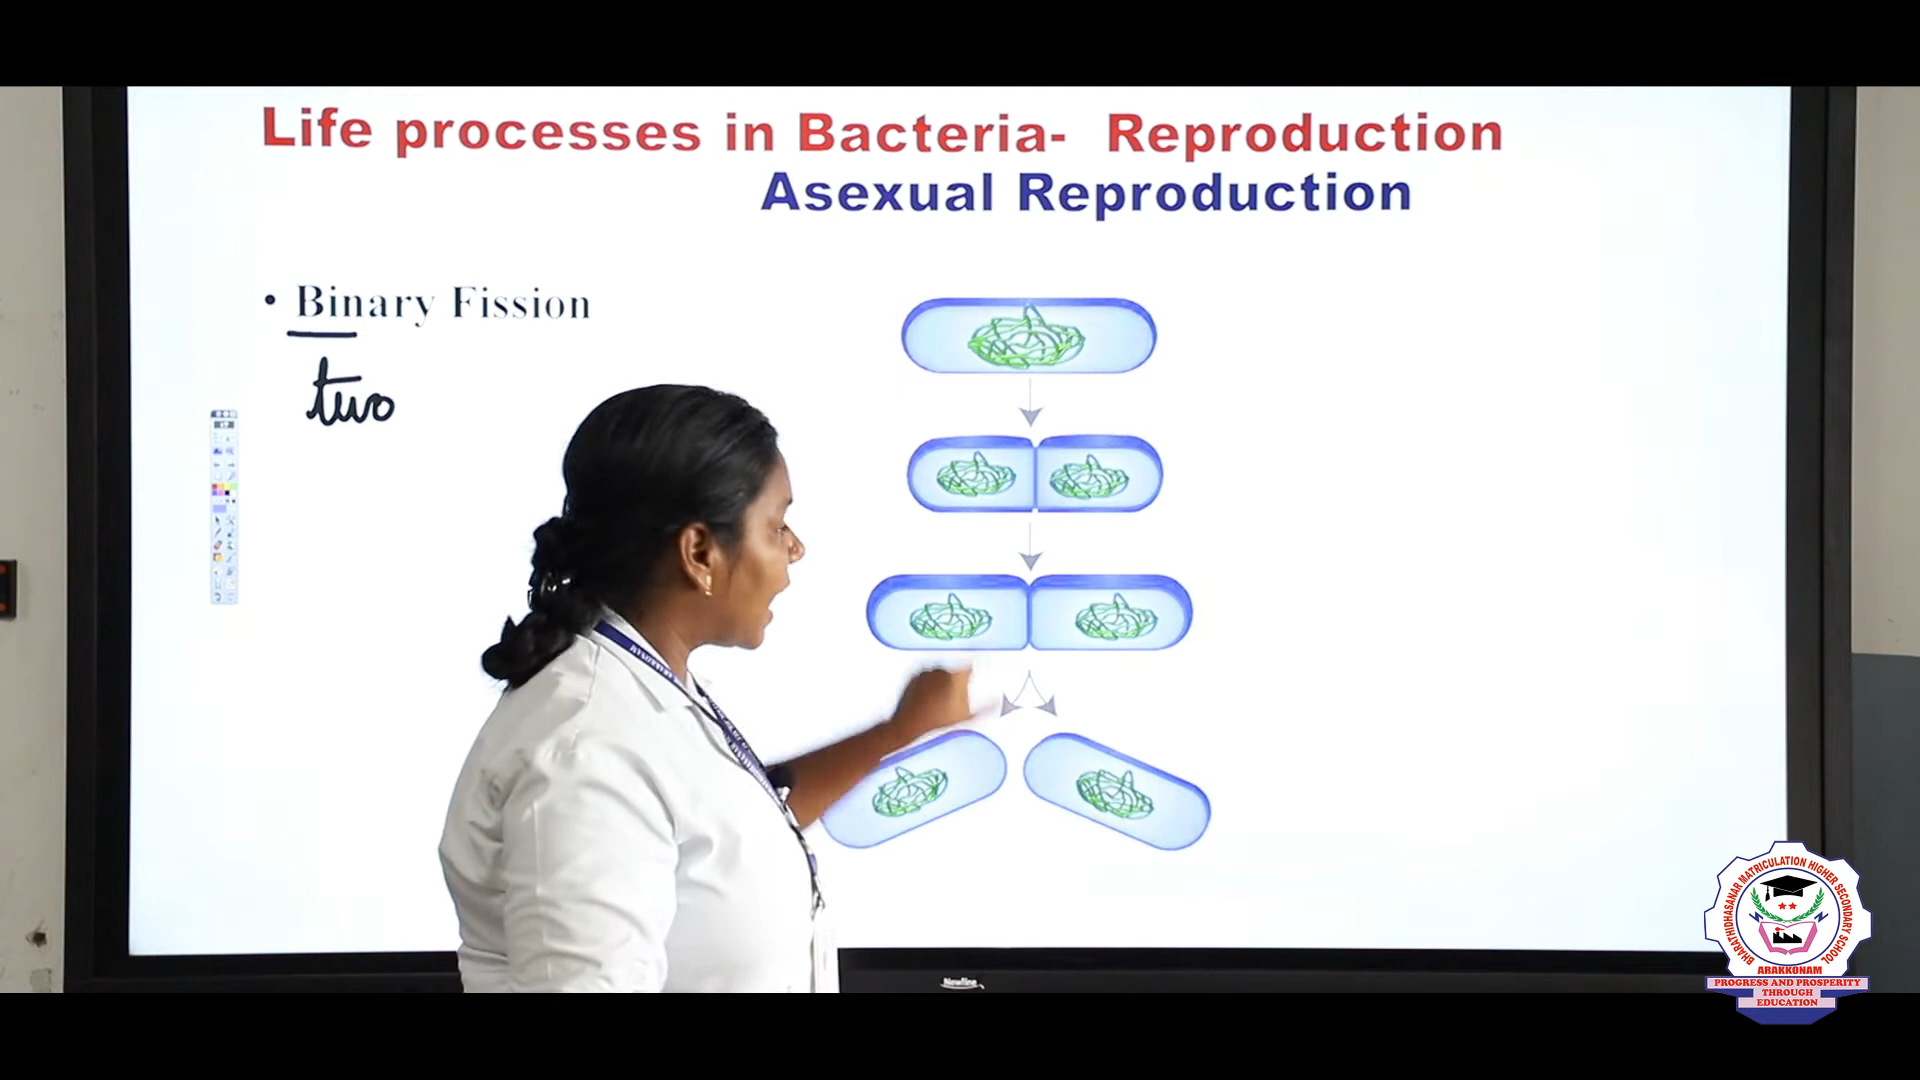 Life processes in Bacteria- Reproduction
Asexual Reproduction
• Binary Fission
two
Newline
BHARATHIDHASANAR MATRICULATION HIGHER SECONDARY SCHOOL
ARAKKONAM
PROGRESS AND PROSPERITY
THROUGH
EDUCATION